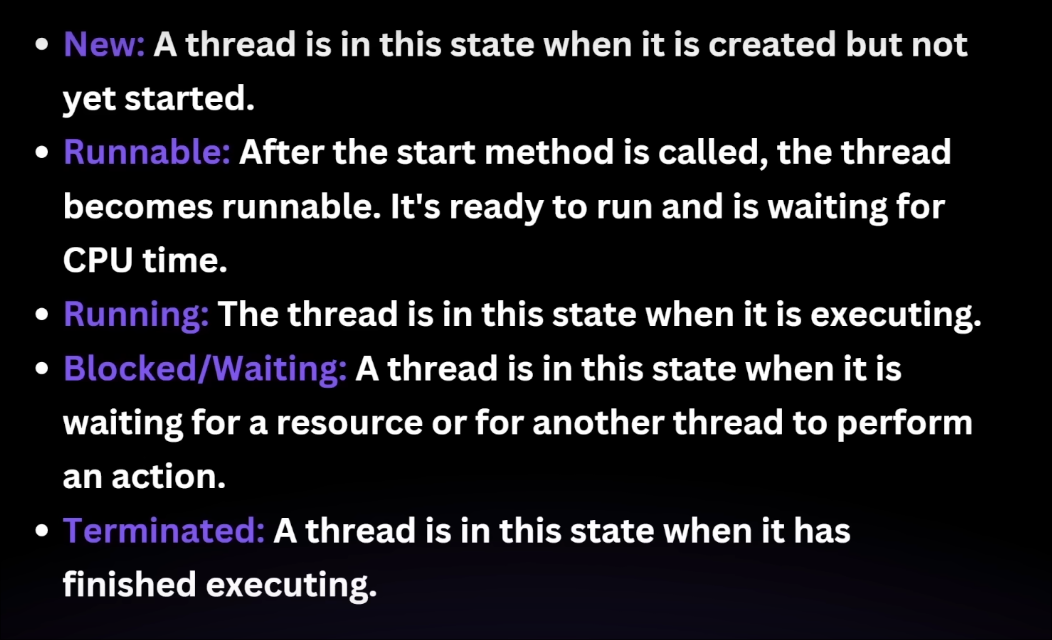 • New: A thread is in this state when it is created but not
yet started.
• Runnable: After the start method is called, the thread
becomes runnable. It's ready to run and is waiting for
CPU time.
• Running: The thread is in this state when it is executing.
• Blocked/Waiting: A thread is in this state when it is
waiting for a resource or for another thread to perform
an action.
• Terminated: A thread is in this state when it has
finished executing.